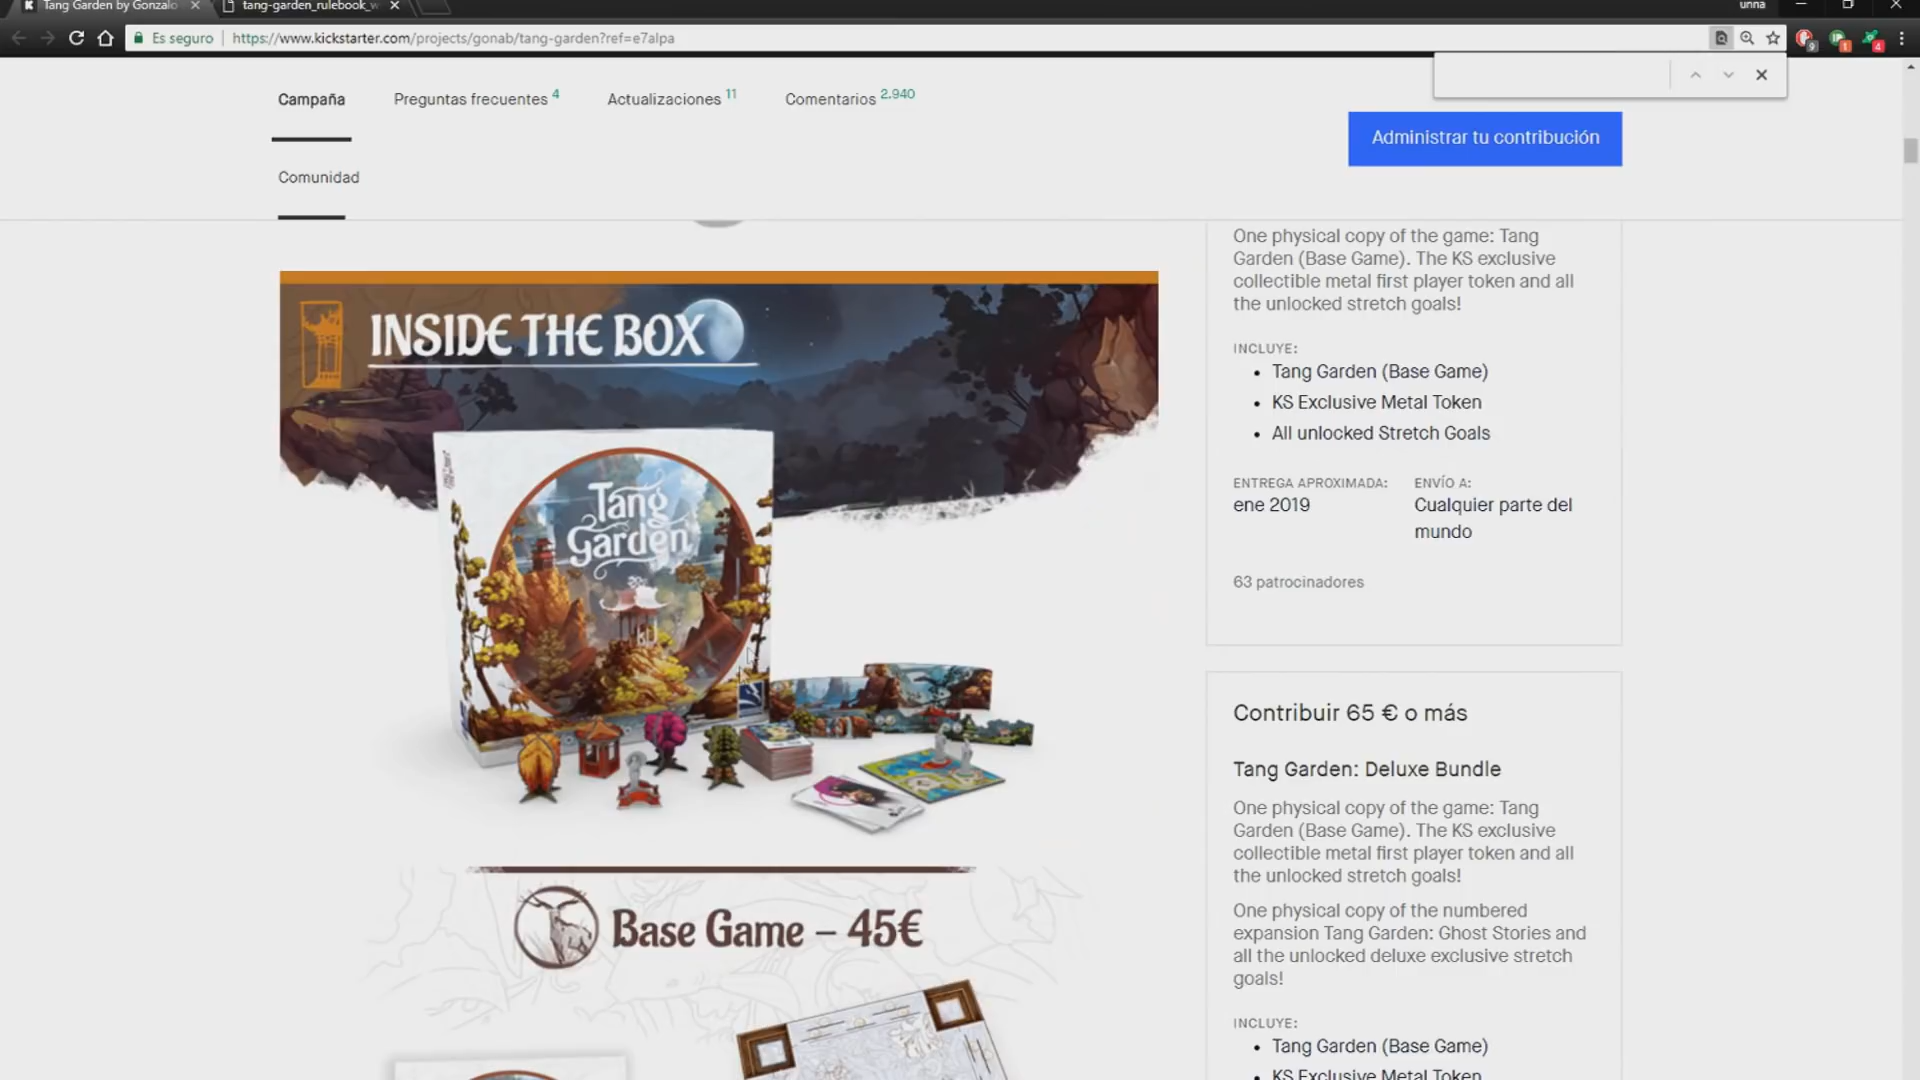 Tang Garden by Gonzalo
tang-garden_rulebook_w
unna
Es seguro
https://www.kickstarter.com/projects/gonab/tang-garden?ref=e7alpa
9
1
4
Campaña
Preguntas frecuentes 4
Actualizaciones 11
Comentarios 2.940
Administrar tu contribución
Comunidad
INSIDE THE BOX
Tang
Garden
Base Game – 45€
One physical copy of the game: Tang
Garden (Base Game). The KS exclusive
collectible metal first player token and all
the unlocked stretch goals!
INCLUYE:
• Tang Garden (Base Game)
• KS Exclusive Metal Token
• All unlocked Stretch Goals
ENTREGA APROXIMADA:
ene 2019
ENVÍO A:
Cualquier parte del
mundo
63 patrocinadores
Contribuir 65 € o más
Tang Garden: Deluxe Bundle
One physical copy of the game: Tang
Garden (Base Game). The KS exclusive
collectible metal first player token and all
the unlocked stretch goals!
One physical copy of the numbered
expansion Tang Garden: Ghost Stories and
all the unlocked deluxe exclusive stretch
goals!
INCLUYE:
• Tang Garden (Base Game)
• KS Exclusive Metal Token